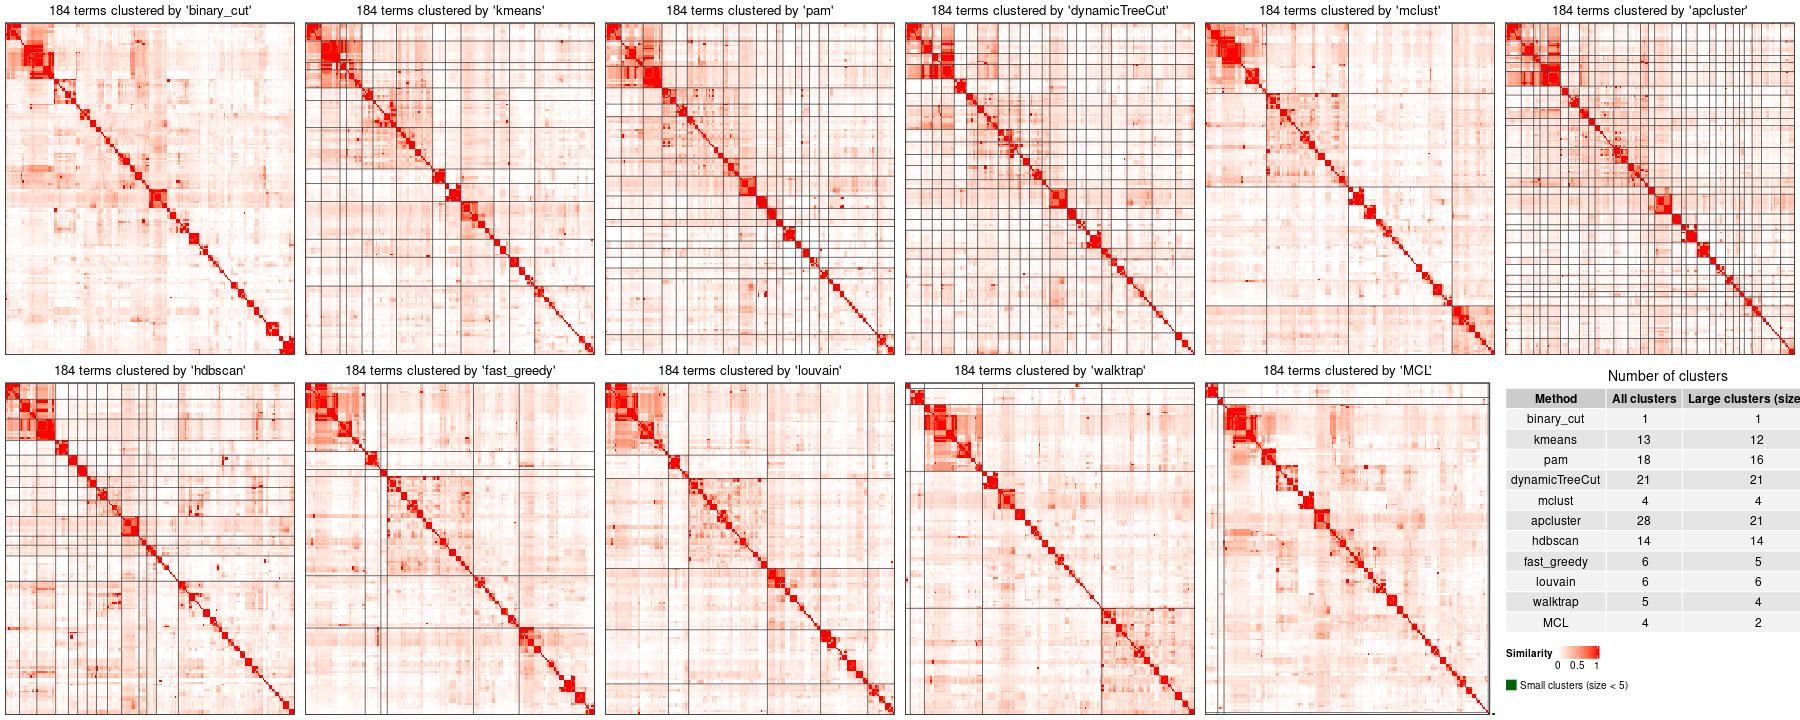 184 terms clustered by 'binary_cut'
184 terms clustered by 'kmeans'
184 terms clustered by 'pam'
184 terms clustered by 'dynamicTreeCut'
184 terms clustered by 'mclust'
184 terms clustered by 'apcluster'
184 terms clustered by 'hdbscan'
184 terms clustered by 'fast_greedy'
184 terms clustered by 'louvain'
184 terms clustered by 'walktrap'
184 terms clustered by 'MCL'
Number of clusters
Method All clusters Large clusters (size
binary_cut 1 1
kmeans 13 12
pam 18 16
dynamicTreeCut 21 21
mclust 4 4
apcluster 28 21
hdbscan 14 14
fast_greedy 6 5
louvain 6 6
walktrap 5 4
MCL 4 2
Similarity
0 0.5 1
Small clusters (size < 5)